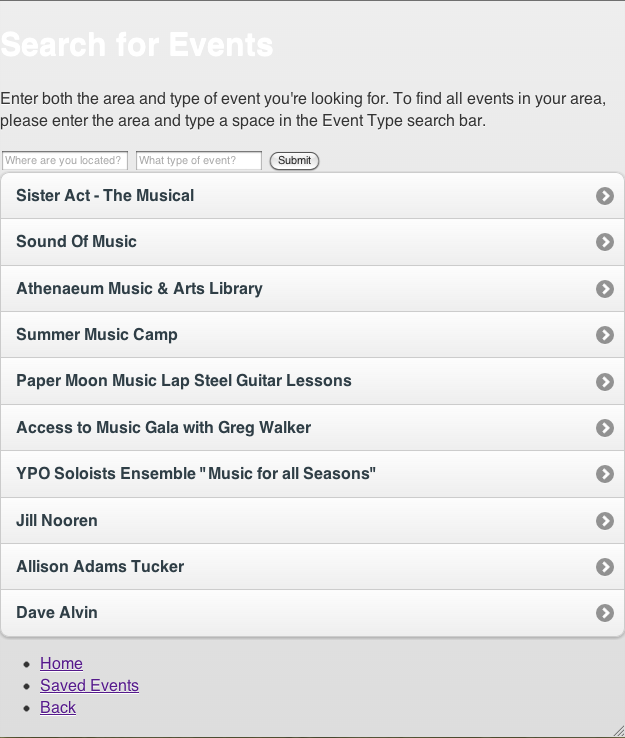 Search for Events
Enter both the area and type of event you're looking for. To find all events in your area,
please enter the area and type a space in the Event Type search bar.
Where are you located? What type of event? Submit
Sister Act - The Musical
Sound Of Music
Athenaeum Music & Arts Library
Summer Music Camp
Paper Moon Music Lap Steel Guitar Lessons
Access to Music Gala with Greg Walker
YPO Soloists Ensemble "Music for all Seasons"
Jill Nooren
Allison Adams Tucker
Dave Alvin
Home
Saved Events
Back